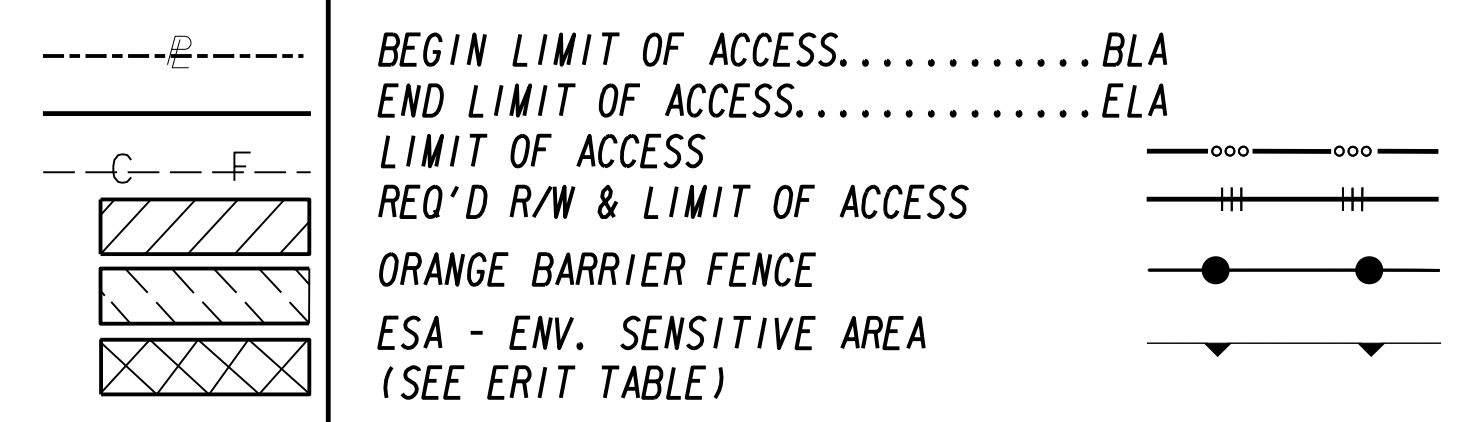 PL
C F
BEGIN LIMIT OF ACCESS............BLA
END LIMIT OF ACCESS..............ELA
LIMIT OF ACCESS
REQ'D R/W & LIMIT OF ACCESS
ORANGE BARRIER FENCE
ESA - ENV. SENSITIVE AREA
(SEE ERIT TABLE)